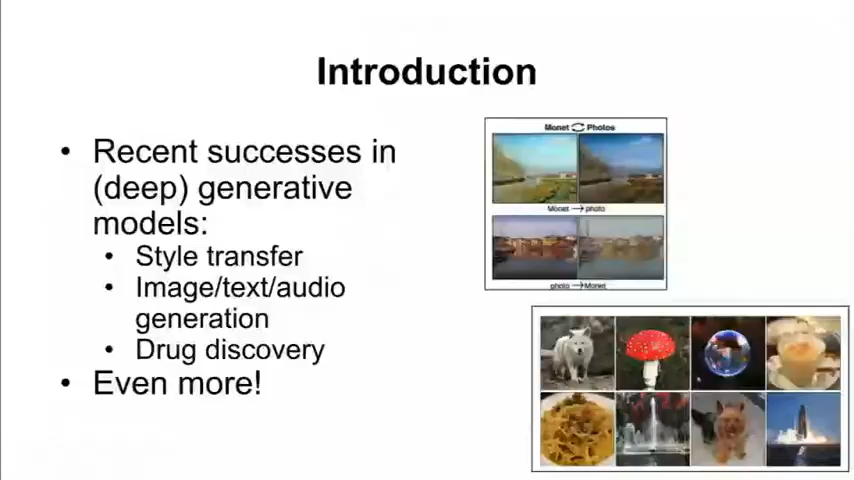 Introduction
• Recent successes in
(deep) generative
models:
• Style transfer
• Image/text/audio
generation
• Drug discovery
• Even more!
Monet Photos
Monet → photo
photo → Monet